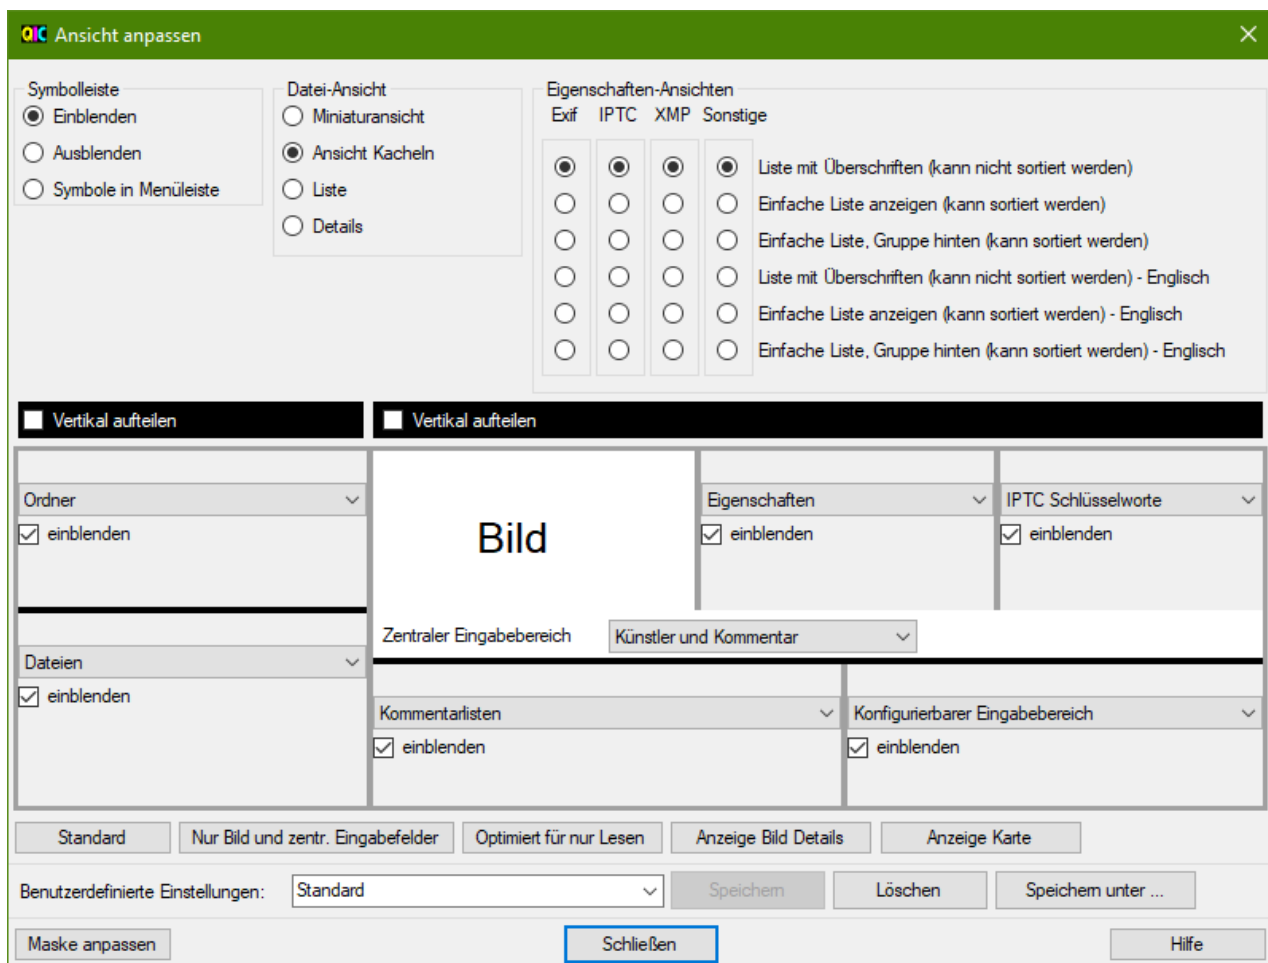 QIC Ansicht anpassen
Symbolleiste
Einblenden
Ausblenden
Symbole in Menüleiste
Datei-Ansicht
Miniaturansicht
Ansicht Kacheln
Liste
Details
Eigenschaften-Ansichten
Exif IPTC XMP Sonstige
Liste mit Überschriften (kann nicht sortiert werden)
Einfache Liste anzeigen (kann sortiert werden)
Einfache Liste, Gruppe hinten (kann sortiert werden)
Liste mit Überschriften (kann nicht sortiert werden) - Englisch
Einfache Liste anzeigen (kann sortiert werden) - Englisch
Einfache Liste, Gruppe hinten (kann sortiert werden) - Englisch
Vertikal aufteilen
Vertikal aufteilen
Ordner
einblenden
Dateien
einblenden
Bild
Eigenschaften
einblenden
IPTC Schlüsselworte
einblenden
Zentraler Eingabebereich Künstler und Kommentar
Kommentarlisten
einblenden
Konfigurierbarer Eingabebereich
einblenden
Standard Nur Bild und zentr. Eingabefelder Optimiert für nur Lesen Anzeige Bild Details Anzeige Karte
Benutzerdefinierte Einstellungen: Standard Speichern Löschen Speichern unter ...
Maske anpassen Schließen Hilfe